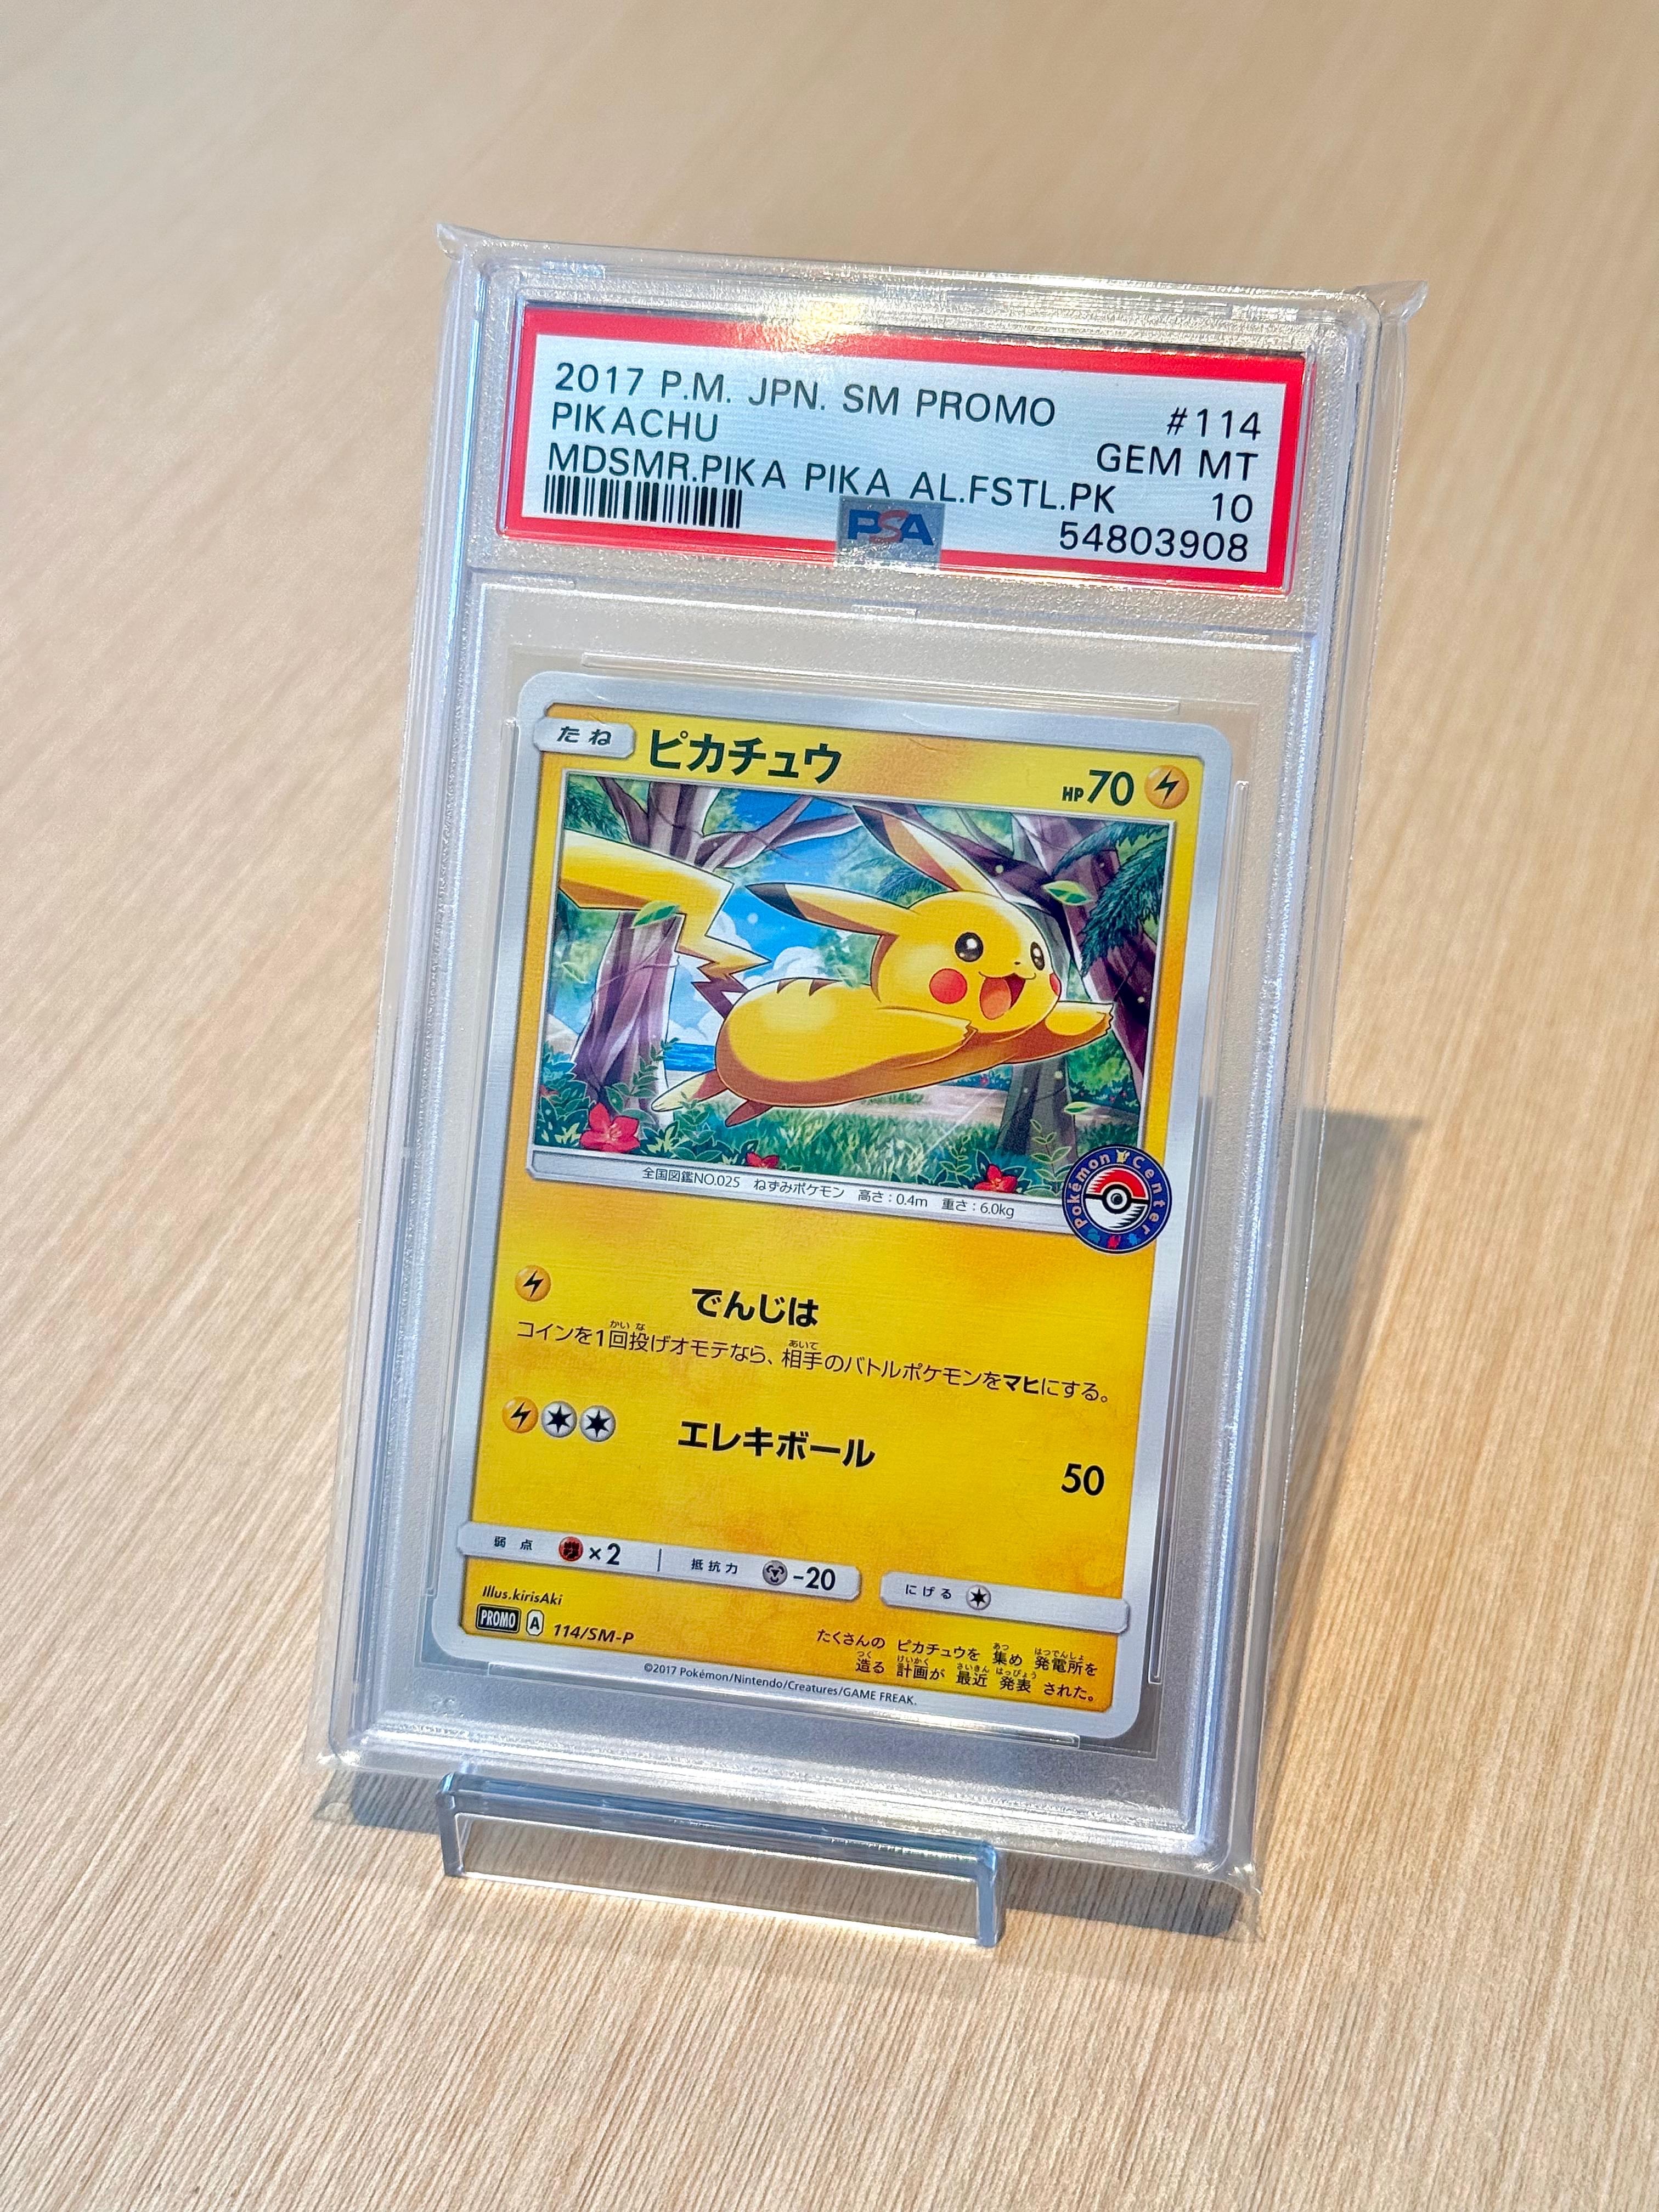 2017 P.M. JPN. SM PROMO #114
PIKACHU GEM MT
MDSMR.PIKA PIKA AL.FSTL.PK 10
PSA 54803908
たね ピカチュウ HP70
全国図鑑NO.025 ねずみポケモン 高さ:0.4m 重さ:6.0kg
Pokémon Center
でんじは
コインを1回投げオモテなら、相手のバトルポケモンをマヒにする。
エレキボール 50
弱点 ×2 抵抗力 -20 にげる
Illus.kirisAki
PROMO A 114/SM-P
たくさんの ピカチュウを 集め 発電所を
造る 計画が 最近 発表 された。
©2017 Pokémon/Nintendo/Creatures/GAME FREAK.